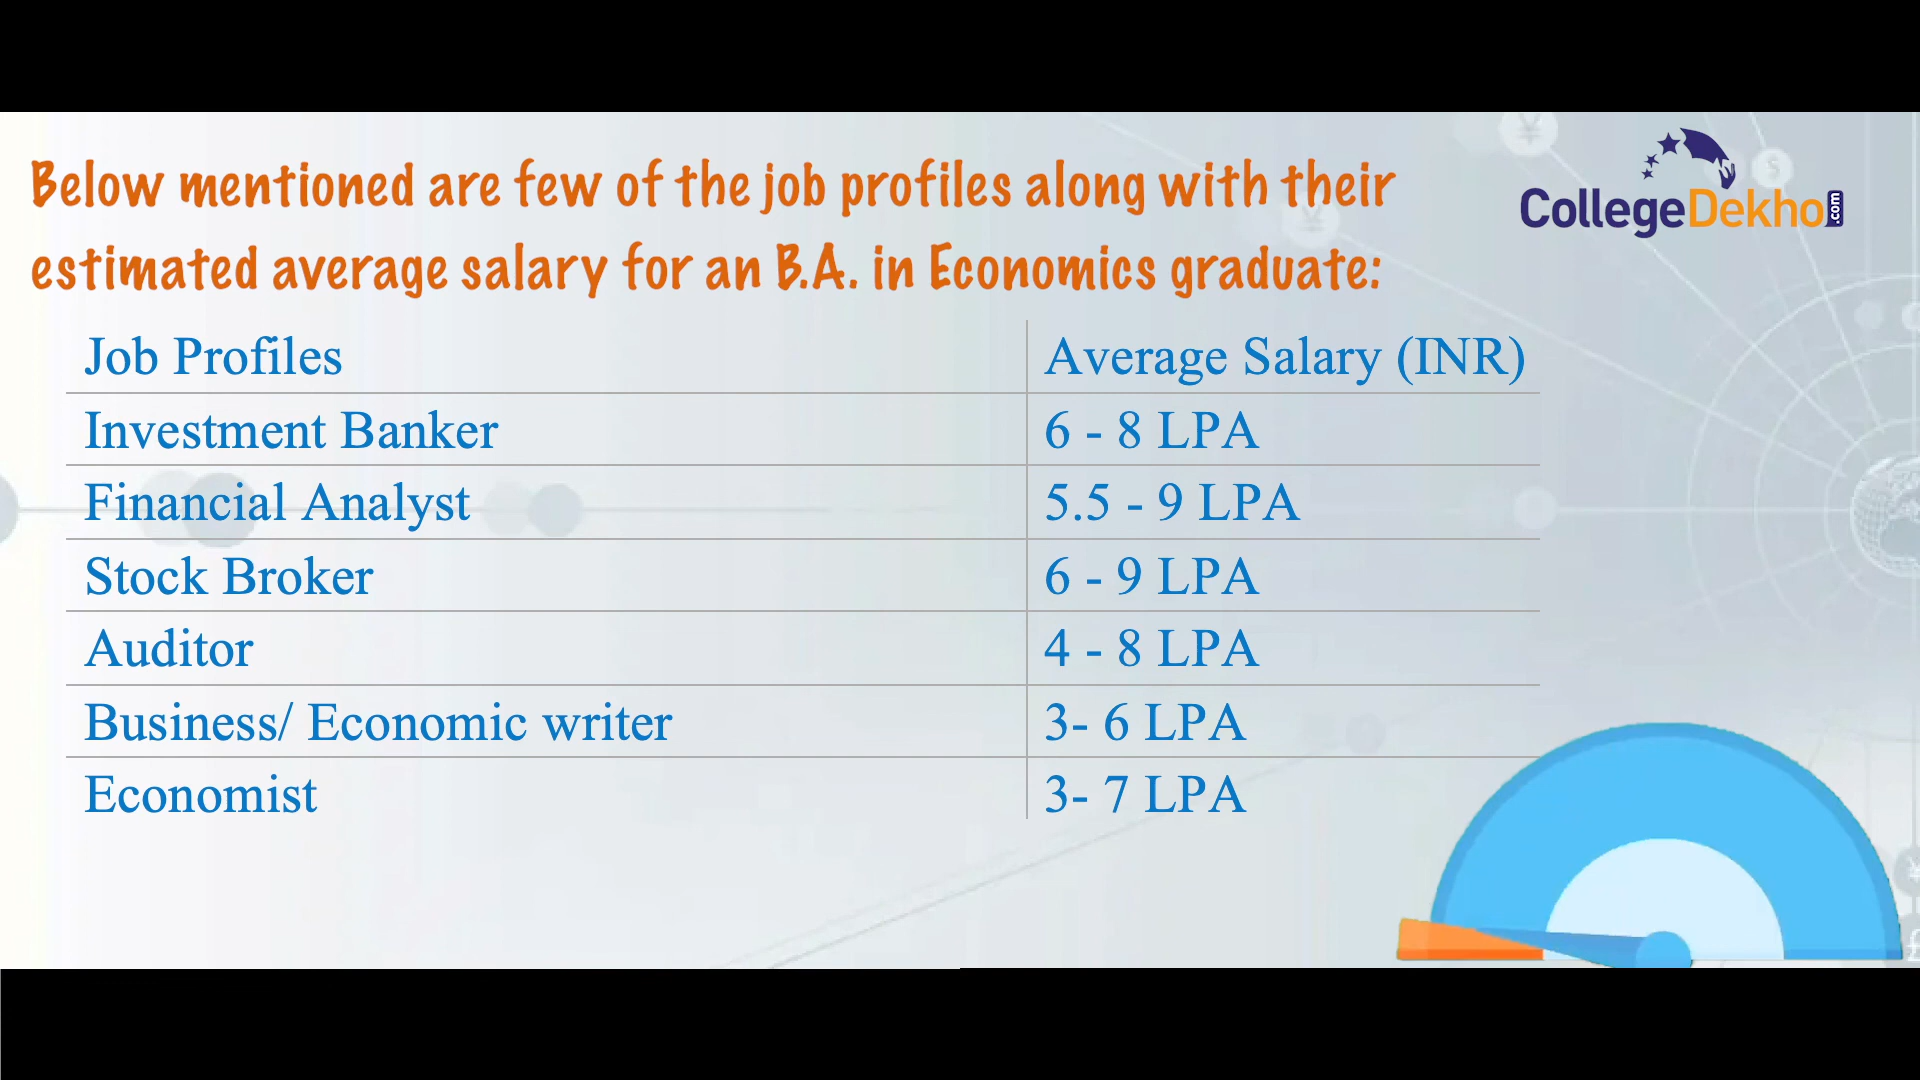 Below mentioned are few of the job profiles along with their
estimated average salary for an B.A. in Economics graduate:
CollegeDekho.com
Job Profiles Average Salary (INR)
Investment Banker 6 - 8 LPA
Financial Analyst 5.5 - 9 LPA
Stock Broker 6 - 9 LPA
Auditor 4 - 8 LPA
Business/ Economic writer 3- 6 LPA
Economist 3- 7 LPA